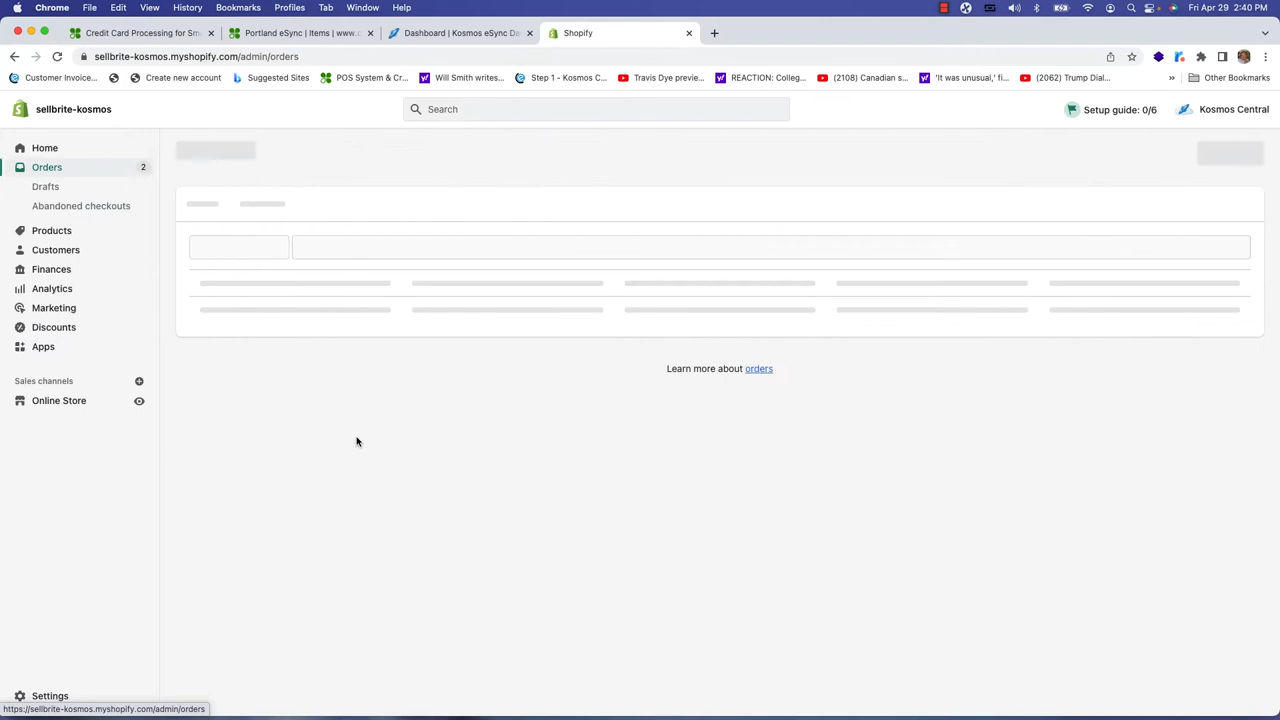 Chrome File Edit View History Bookmarks Profiles Tab Window Help Fri Apr 29 2:40 PM
Credit Card Processing for Sm Portland eSync | Items | www.c Dashboard | Kosmos eSync Da Shopify
sellbrite-kosmos.myshopify.com/admin/orders
Customer Invoice... Create new account Suggested Sites POS System & Cr... Will Smith writes... Step 1 - Kosmos C... Travis Dye previe... REACTION: Colleg... (2108) Canadian s... 'It was unusual,' fi... (2062) Trump Dial... » Other Bookmarks
sellbrite-kosmos Search Setup guide: 0/6 Kosmos Central
Home
Orders 2
Drafts
Abandoned checkouts
Products
Customers
Finances
Analytics
Marketing
Discounts
Apps
Learn more about orders
Sales channels
Online Store
Settings
https://sellbrite-kosmos.myshopify.com/admin/orders